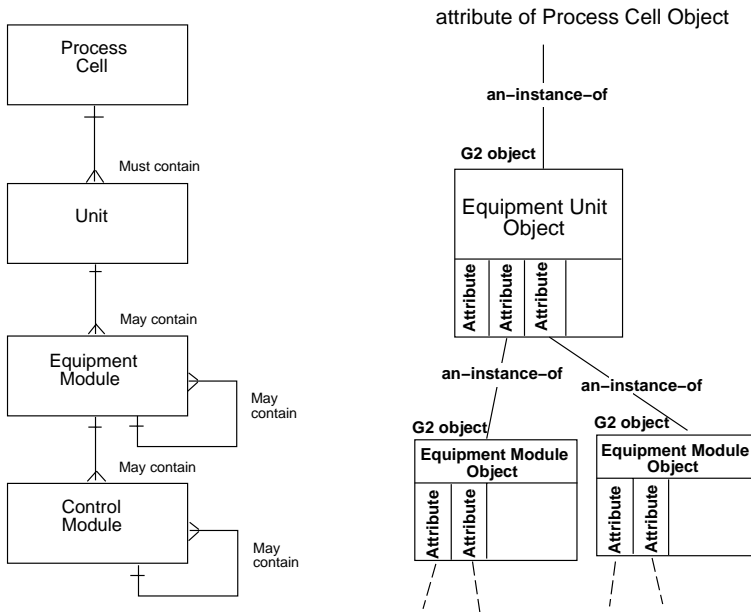 Process
Cell
Must contain
Unit
May contain
Equipment
Module
May
contain
May contain
Control
Module
May
contain
attribute of Process Cell Object
an–instance–of
G2 object
Equipment Unit
Object
Attribute
Attribute
Attribute
an–instance–of
an–instance–of
G2 object
Equipment Module
Object
Attribute
Attribute
G2 object
Equipment Module
Object
Attribute
Attribute